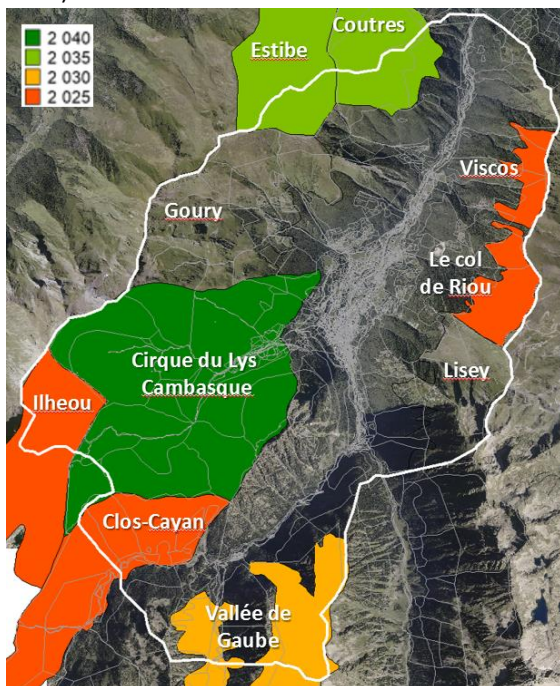 2 040
2 035
2 030
2 025
Coutres
Estibe
Viscos
Goury
Le col
de Riou
Cirque du Lys
Cambasque
Lisey
Ilheou
Clos-Cayan
Vallée de
Gaube